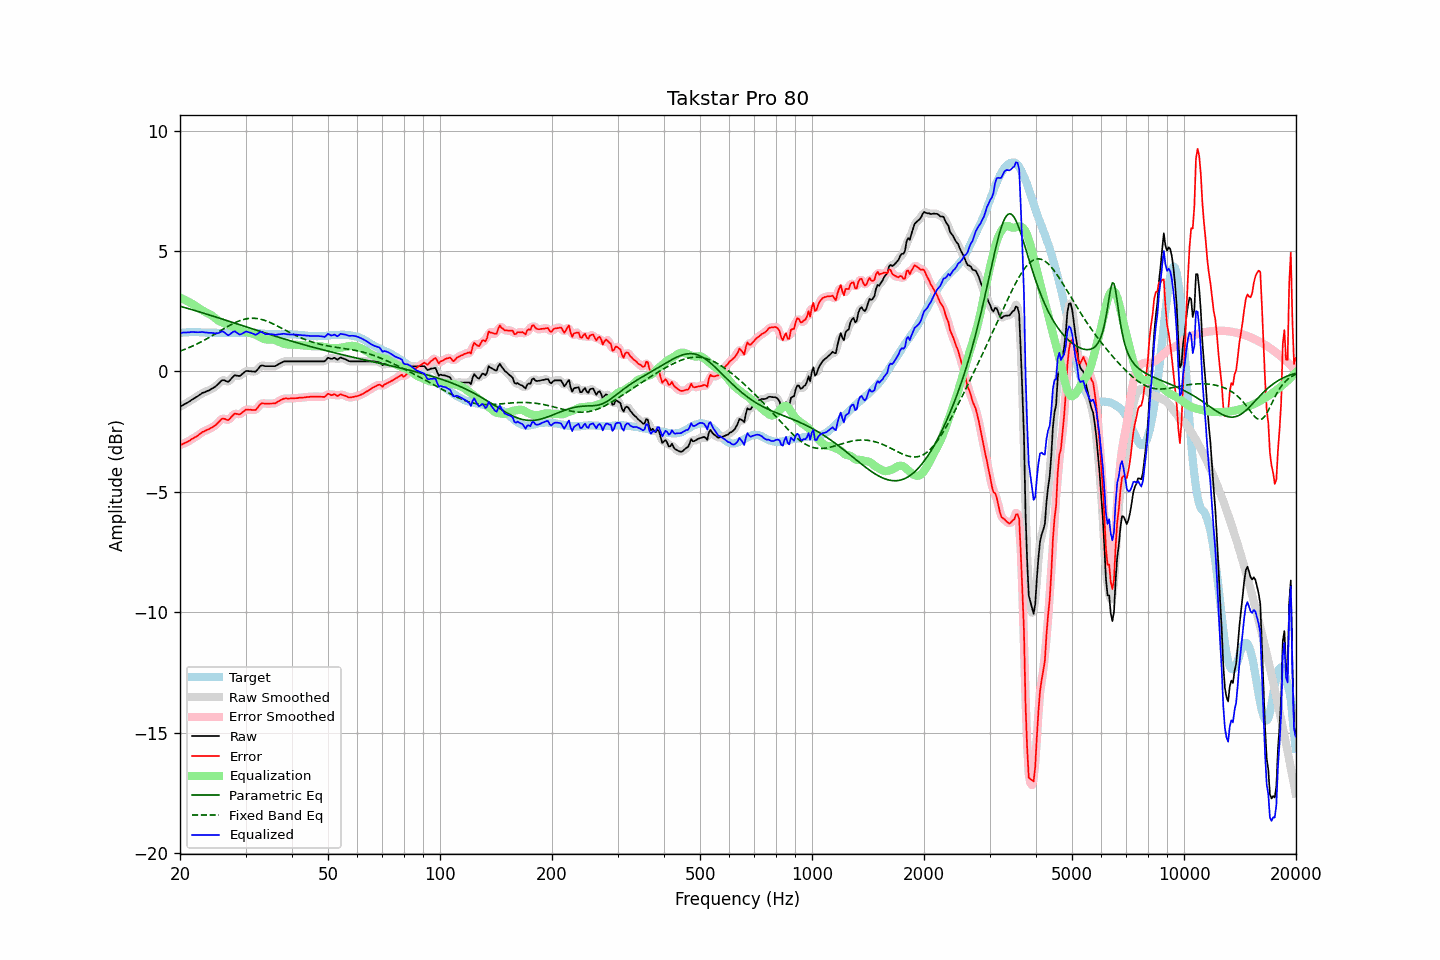 Takstar Pro 80
10
5
0
−5
−10
−15
−20
Amplitude (dBr)
Target
Raw Smoothed
Error Smoothed
Raw
Error
Equalization
Parametric Eq
Fixed Band Eq
Equalized
20 50 100 200 500 1000 2000 5000 10000 20000
Frequency (Hz)